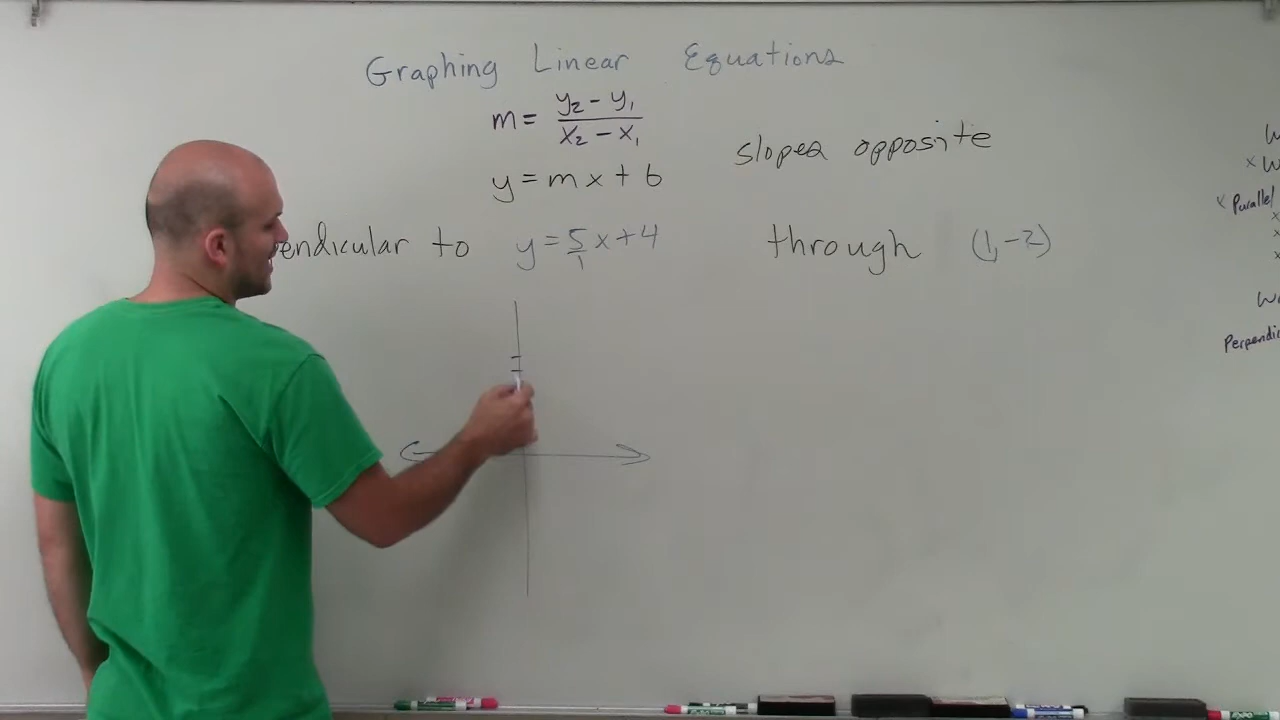 Graphing Linear Equations
m = y₂ - y₁ / x₂ - x₁
slopes opposite
y = mx + b
endicular to y = 5/1 x + 4 through (1, -2)
x Parallel
Perpendic